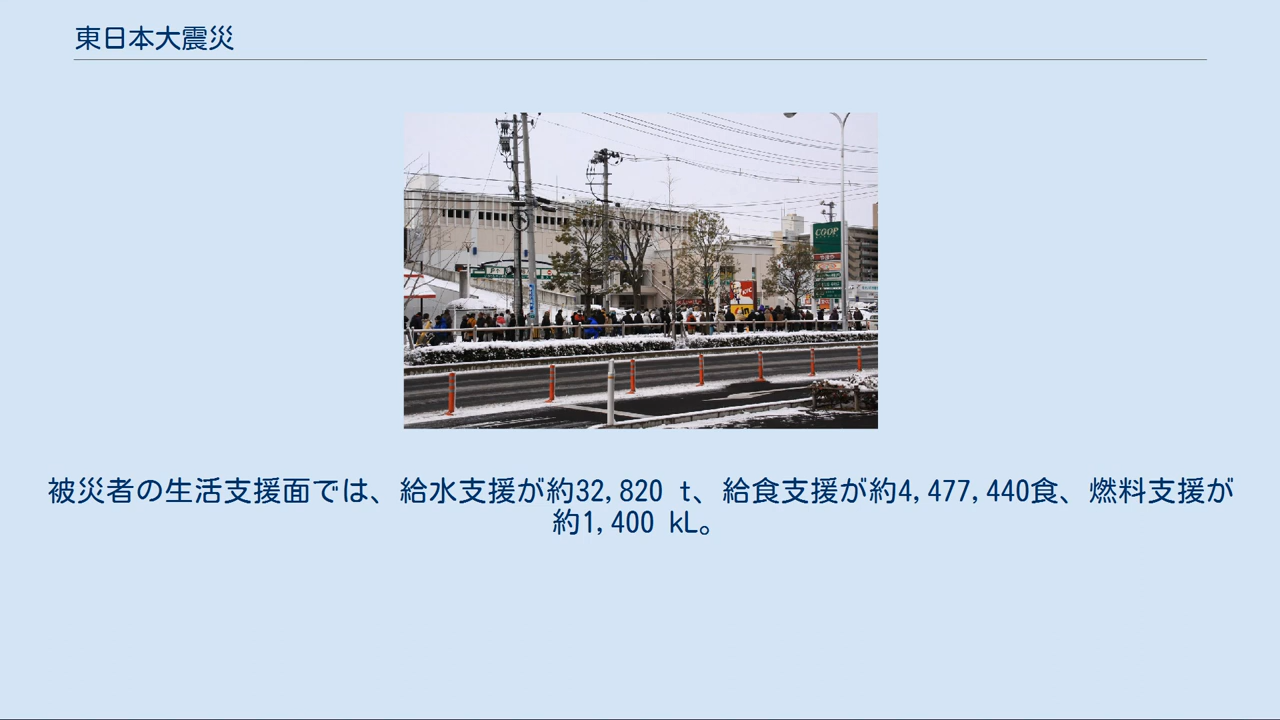 東日本大震災
COOP
KFC
被災者の生活支援面では、給水支援が約32,820 t、給食支援が約4,477,440食、燃料支援が
約1,400 kL。